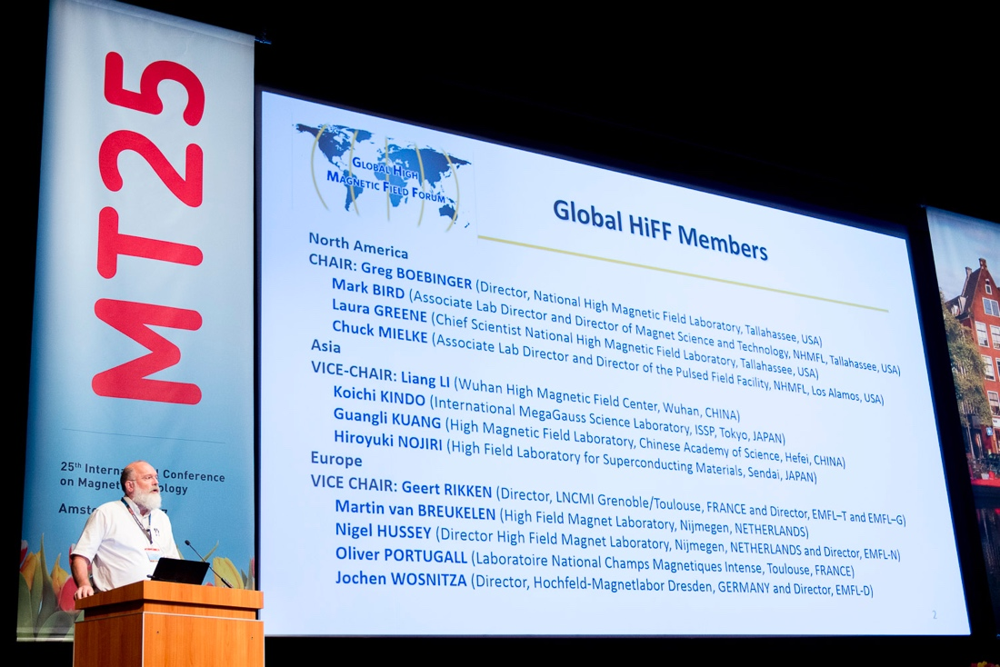 MT25
25th International Conference
on Magnet Technology
Amste
GLOBAL HIGH
MAGNETIC FIELD FORUM
Global HiFF Members
North America
CHAIR: Greg BOEBINGER (Director, National High Magnetic Field Laboratory, Tallahassee, USA)
Mark BIRD (Associate Lab Director and Director of Magnet Science and Technology, NHMFL, Tallahassee, USA)
Laura GREENE (Chief Scientist National High Magnetic Field Laboratory, Tallahassee, USA)
Chuck MIELKE (Associate Lab Director and Director of the Pulsed Field Facility, NHMFL, Los Alamos, USA)
Asia
VICE-CHAIR: Liang LI (Wuhan High Magnetic Field Center, Wuhan, CHINA)
Koichi KINDO (International MegaGauss Science Laboratory, ISSP, Tokyo, JAPAN)
Guangli KUANG (High Magnetic Field Laboratory, Chinese Academy of Science, Hefei, CHINA)
Hiroyuki NOJIRI (High Field Laboratory for Superconducting Materials, Sendai, JAPAN)
Europe
VICE CHAIR: Geert RIKKEN (Director, LNCMI Grenoble/Toulouse, FRANCE and Director, EMFL–T and EMFL–G)
Martin van BREUKELEN (High Field Magnet Laboratory, Nijmegen, NETHERLANDS)
Nigel HUSSEY (Director High Field Magnet Laboratory, Nijmegen, NETHERLANDS and Director, EMFL-N)
Oliver PORTUGALL (Laboratoire National Champs Magnetiques Intense, Toulouse, FRANCE)
Jochen WOSNITZA (Director, Hochfeld-Magnetlabor Dresden, GERMANY and Director, EMFL-D)
2